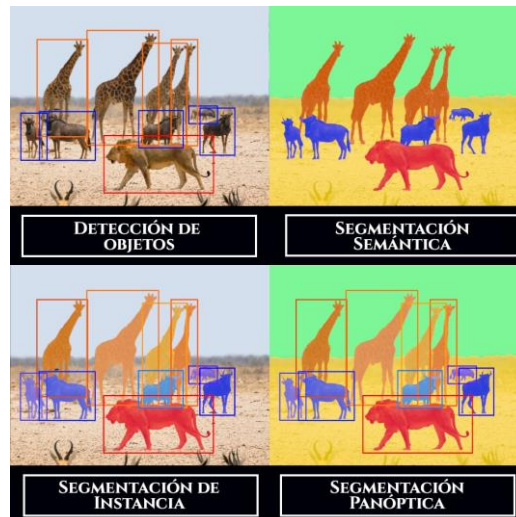 DETECCIÓN DE
OBJETOS
SEGMENTACIÓN
SEMÁNTICA
SEGMENTACIÓN DE
INSTANCIA
SEGMENTACIÓN
PANÓPTICA